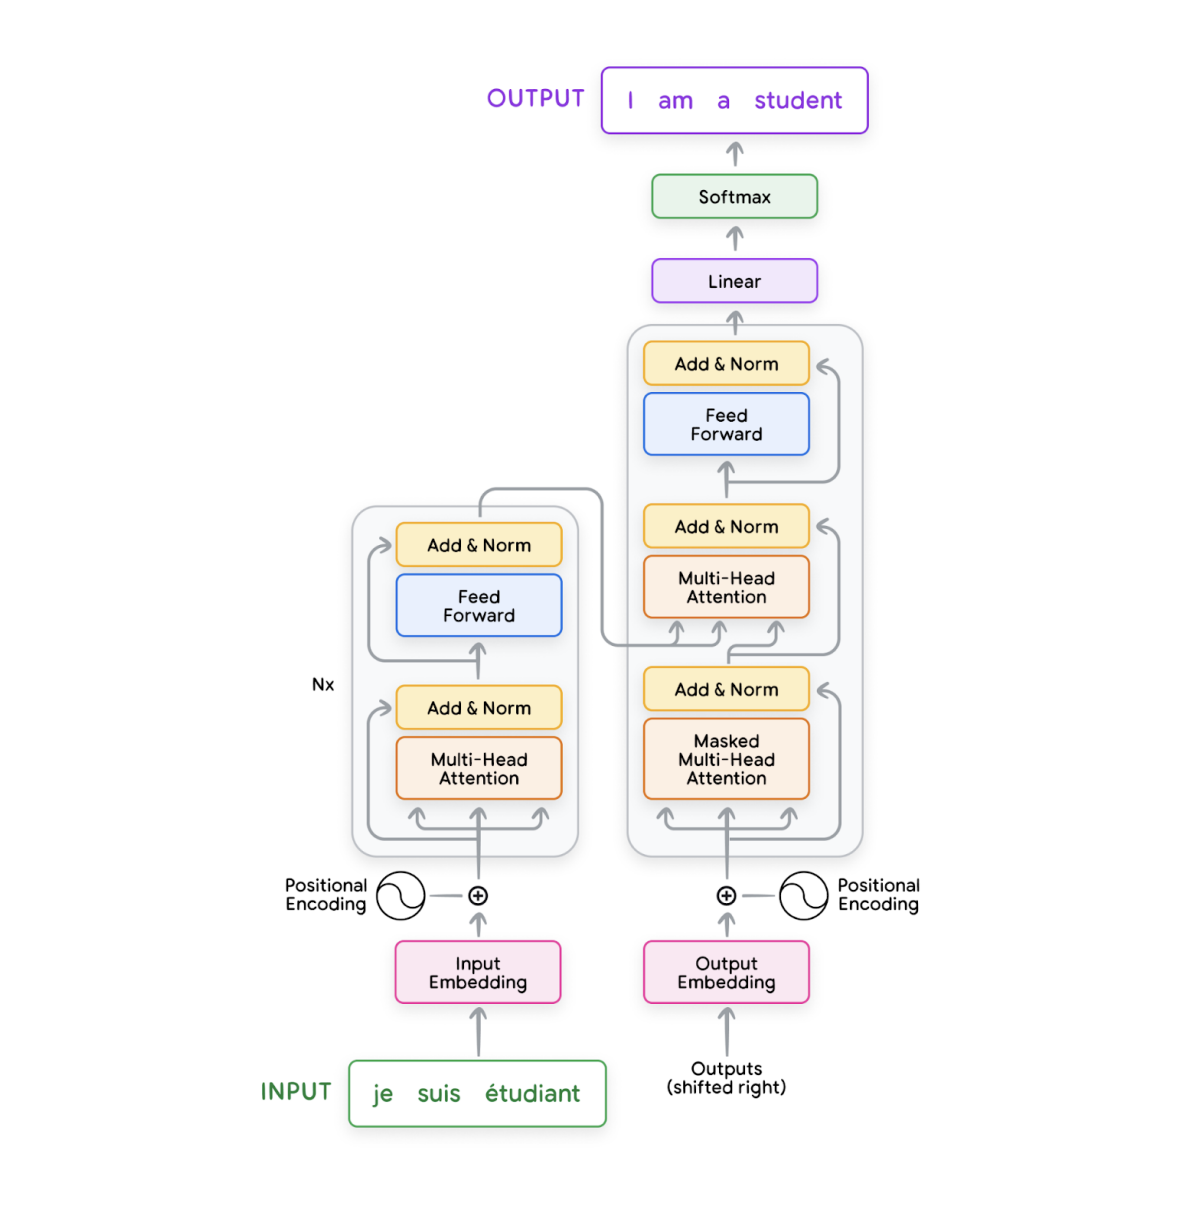 OUTPUT
I am a student
Softmax
Linear
Add & Norm
Feed
Forward
Add & Norm
Multi-Head
Attention
Add & Norm
Masked
Multi-Head
Attention
Add & Norm
Feed
Forward
Nx
Add & Norm
Multi-Head
Attention
Positional
Encoding
Positional
Encoding
Input
Embedding
Output
Embedding
Outputs
(shifted right)
INPUT
je suis étudiant